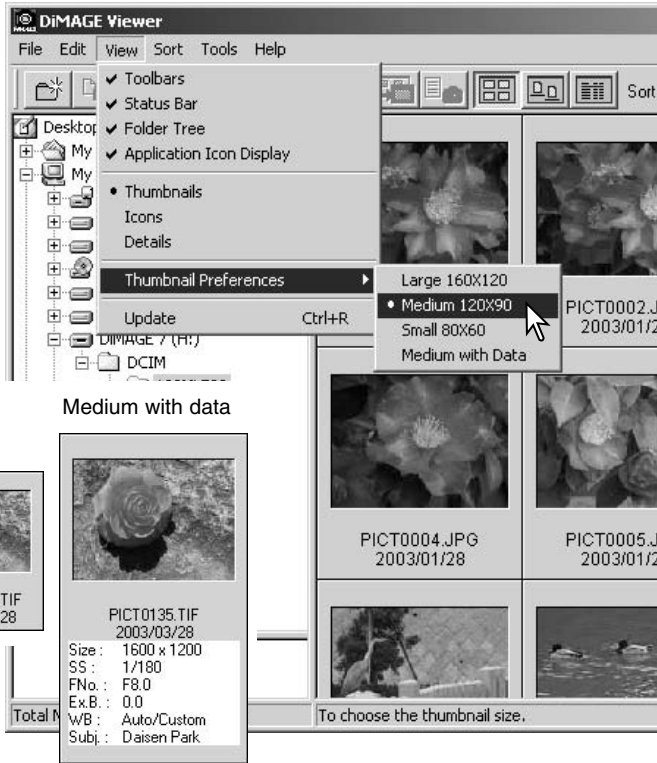 DiMAGE Viewer
File Edit View Sort Tools Help
Sort
Toolbars
Status Bar
Folder Tree
Application Icon Display
Thumbnails
Icons
Details
Thumbnail Preferences
Update Ctrl+R
Large 160X120
Medium 120X90
Small 80X60
Medium with Data
Desktop
My
My
DiMAGE 7 (H:)
DCIM
PICT0002.J
2003/01/2
PICT0004.JPG
2003/01/28
PICT0005.J
2003/01/2
Medium with data
TIF
28
PICT0135.TIF
2003/03/28
Size : 1600 x 1200
SS : 1/180
FNo. : F8.0
Ex.B. : 0.0
WB : Auto/Custom
Subj. : Daisen Park
Total N
To choose the thumbnail size.